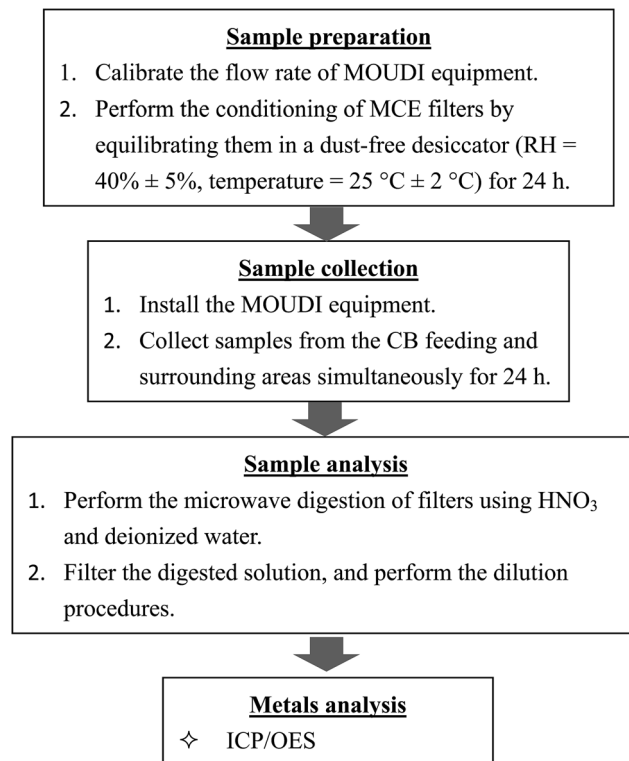 Sample preparation
1. Calibrate the flow rate of MOUDI equipment.
2. Perform the conditioning of MCE filters by
equilibrating them in a dust-free desiccator (RH =
40% ± 5%, temperature = 25 °C ± 2 °C) for 24 h.
Sample collection
1. Install the MOUDI equipment.
2. Collect samples from the CB feeding and
surrounding areas simultaneously for 24 h.
Sample analysis
1. Perform the microwave digestion of filters using HNO₃
and deionized water.
2. Filter the digested solution, and perform the dilution
procedures.
Metals analysis
✧ ICP/OES